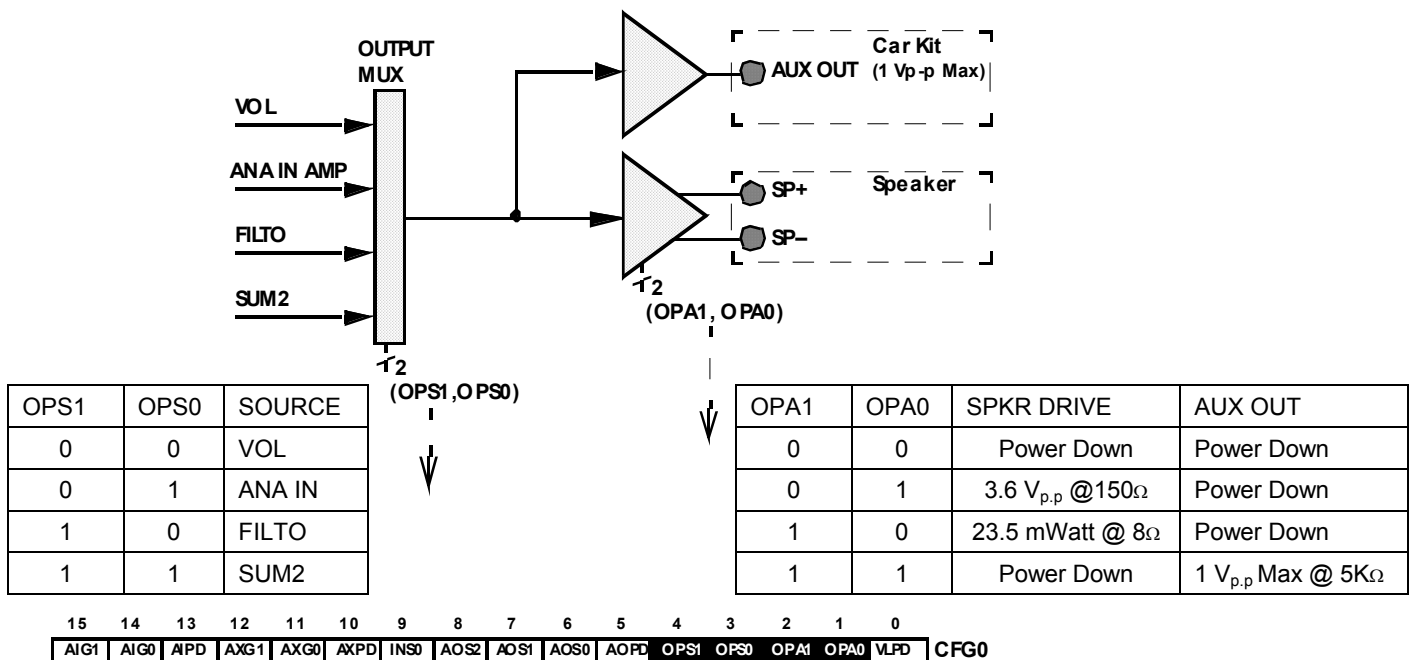 OUTPUT
MUX
VOL
ANA IN AMP
FILTO
SUM2
2
(OPS1,OPS0)
Car Kit
AUX OUT (1 Vp-p Max)
SP+ Speaker
SP–
2
(OPA1, OPA0)
OPS1 OPS0 SOURCE
0 0 VOL
0 1 ANA IN
1 0 FILTO
1 1 SUM2
OPA1 OPA0 SPKR DRIVE AUX OUT
0 0 Power Down Power Down
0 1 3.6 Vp.p @150Ω Power Down
1 0 23.5 mWatt @ 8Ω Power Down
1 1 Power Down 1 Vp.p Max @ 5KΩ
15 14 13 12 11 10 9 8 7 6 5 4 3 2 1 0
AIG1 AIG0 AIPD AXG1 AXG0 AXPD INS0 AOS2 AOS1 AOS0 AOPD OPS1 OPS0 OPA1 OPA0 VLPD CFG0